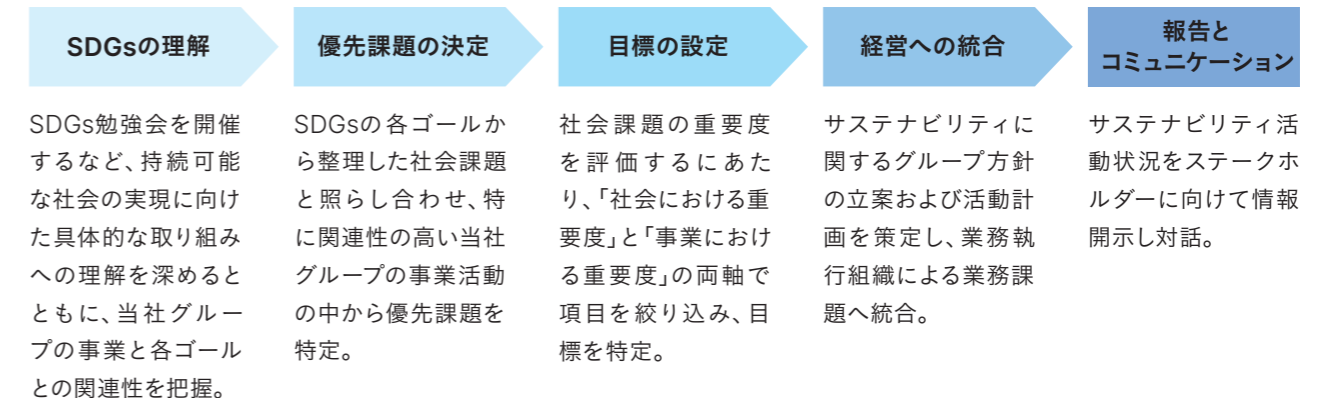 SDGsの理解
SDGs勉強会を開催
するなど、持続可能
な社会の実現に向け
た具体的な取り組み
への理解を深めると
ともに、当社グルー
プの事業と各ゴール
との関連性を把握。
優先課題の決定
SDGsの各ゴールか
ら整理した社会課題
と照らし合わせ、特
に関連性の高い当社
グループの事業活動
の中から優先課題を
特定。
目標の設定
社会課題の重要度
を評価するにあた
り、「社会における重
要度」と「事業におけ
る重要度」の両軸で
項目を絞り込み、目
標を特定。
経営への統合
サステナビリティに
関するグループ方針
の立案および活動計
画を策定し、業務執
行組織による業務課
題へ統合。
報告と
コミュニケーション
サステナビリティ活
動状況をステークホ
ルダーに向けて情報
開示し対話。